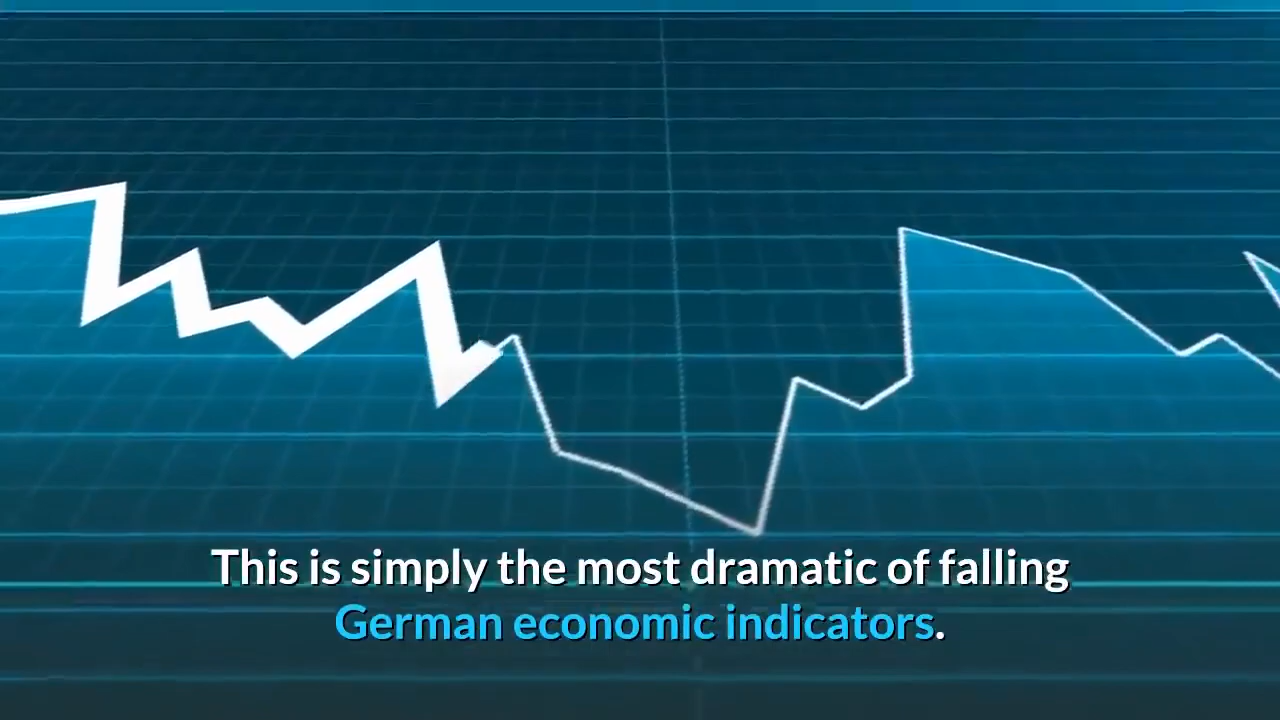 This is simply the most dramatic of falling
German economic indicators.